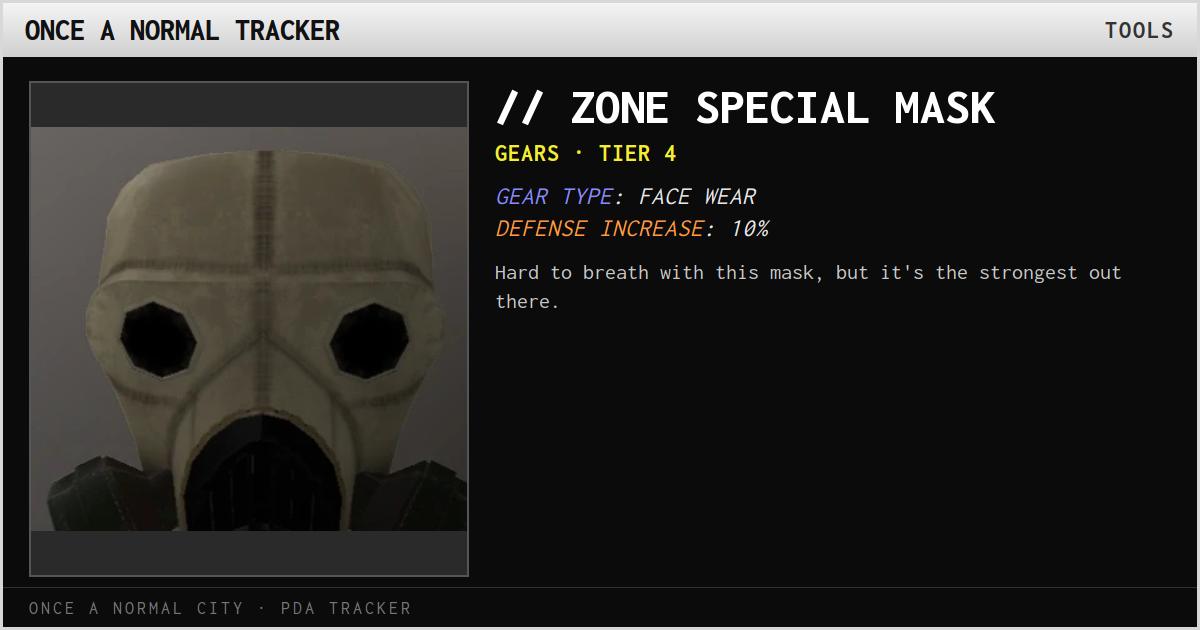 ONCE A NORMAL TRACKER
TOOLS
// ZONE SPECIAL MASK
GEARS · TIER 4
GEAR TYPE: FACE WEAR
DEFENSE INCREASE: 10%
Hard to breath with this mask, but it's the strongest out
there.
ONCE A NORMAL CITY · PDA TRACKER